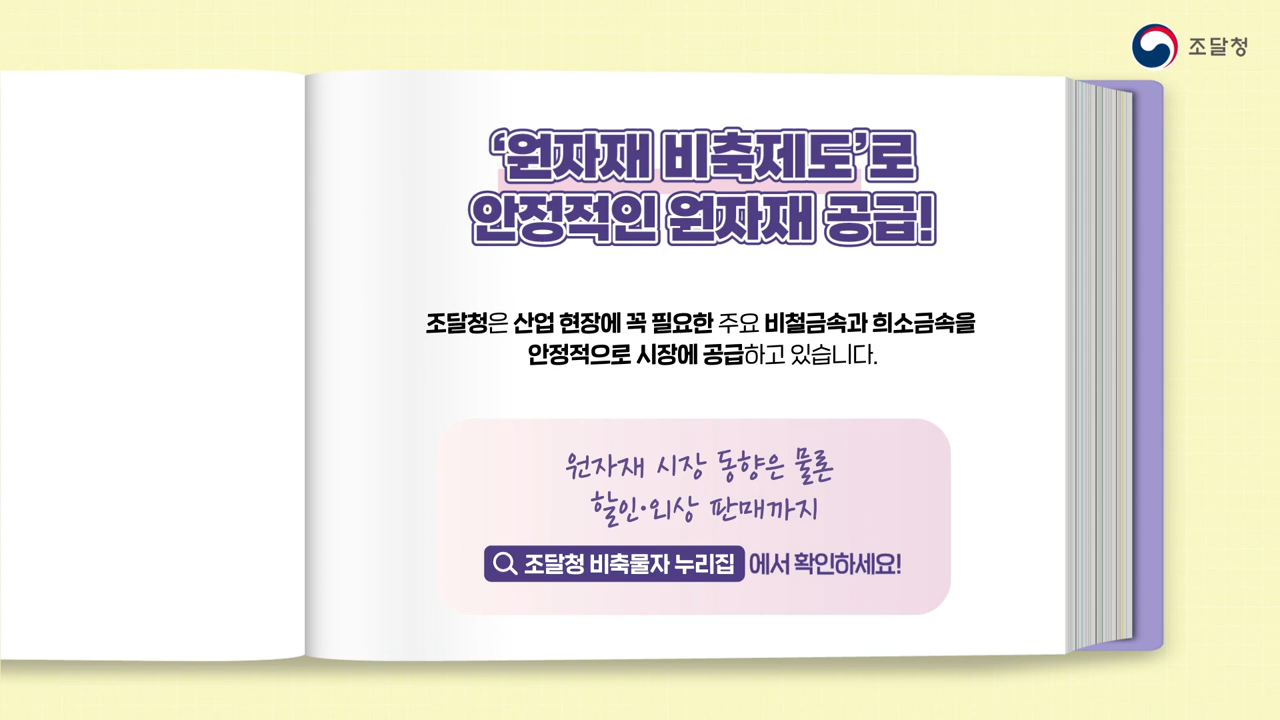 조달청
‘원자재 비축제도’로
안정적인 원자재 공급!
조달청은 산업 현장에 꼭 필요한 주요 비철금속과 희소금속을
안정적으로 시장에 공급하고 있습니다.
원자재 시장 동향은 물론
할인·외상 판매까지
조달청 비축물자 누리집 에서 확인하세요!